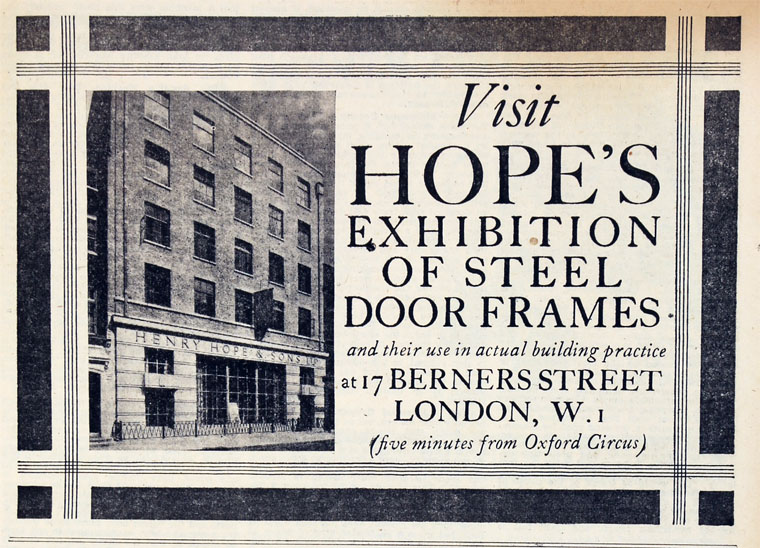 Visit
HOPE'S
EXHIBITION
OF STEEL
DOOR FRAMES
and their use in actual building practice
at 17 BERNERS STREET
LONDON, W.1
(five minutes from Oxford Circus)
HENRY HOPE & SONS LTD